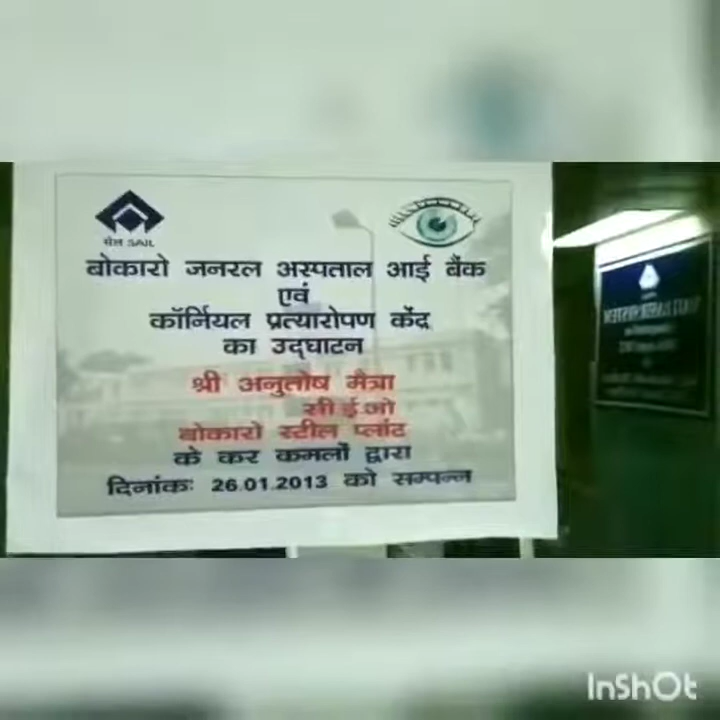 सेल SAIL
बोकारो जनरल अस्पताल आई बैंक
एवं
कॉर्नियल प्रत्यारोपण केंद्र
का उद्घाटन
श्री अनुतोष मैत्रा
सी ई ओ
बोकारो स्टील प्लांट
के कर कमलों द्वारा
दिनांकः 26.01.2013 को सम्पन्न
InShOt